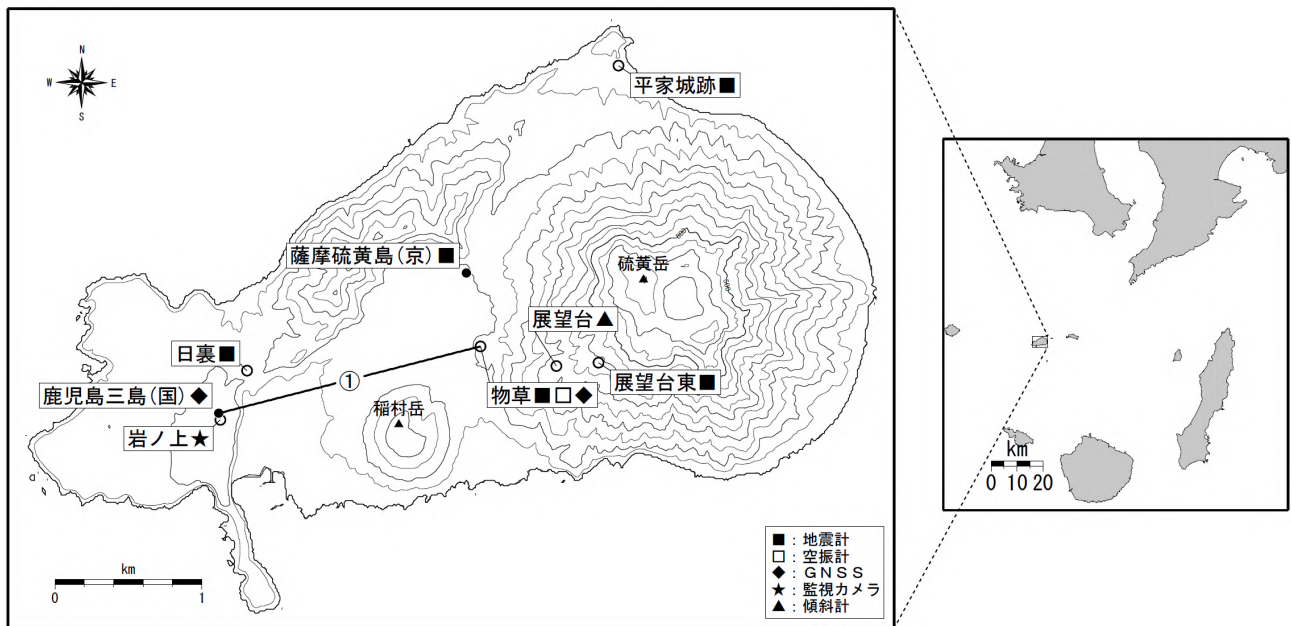 N
W E
S
平家城跡■
薩摩硫黄島(京)■
硫黄岳
800
600
展望台▲
日裏■
①
展望台東■
鹿児島三島(国)◆
物草■□◆
稲村岳
岩ノ上★
km
0 1
■：地震計
□：空振計
◆：ＧＮＳＳ
★：監視カメラ
▲：傾斜計
km
0 10 20